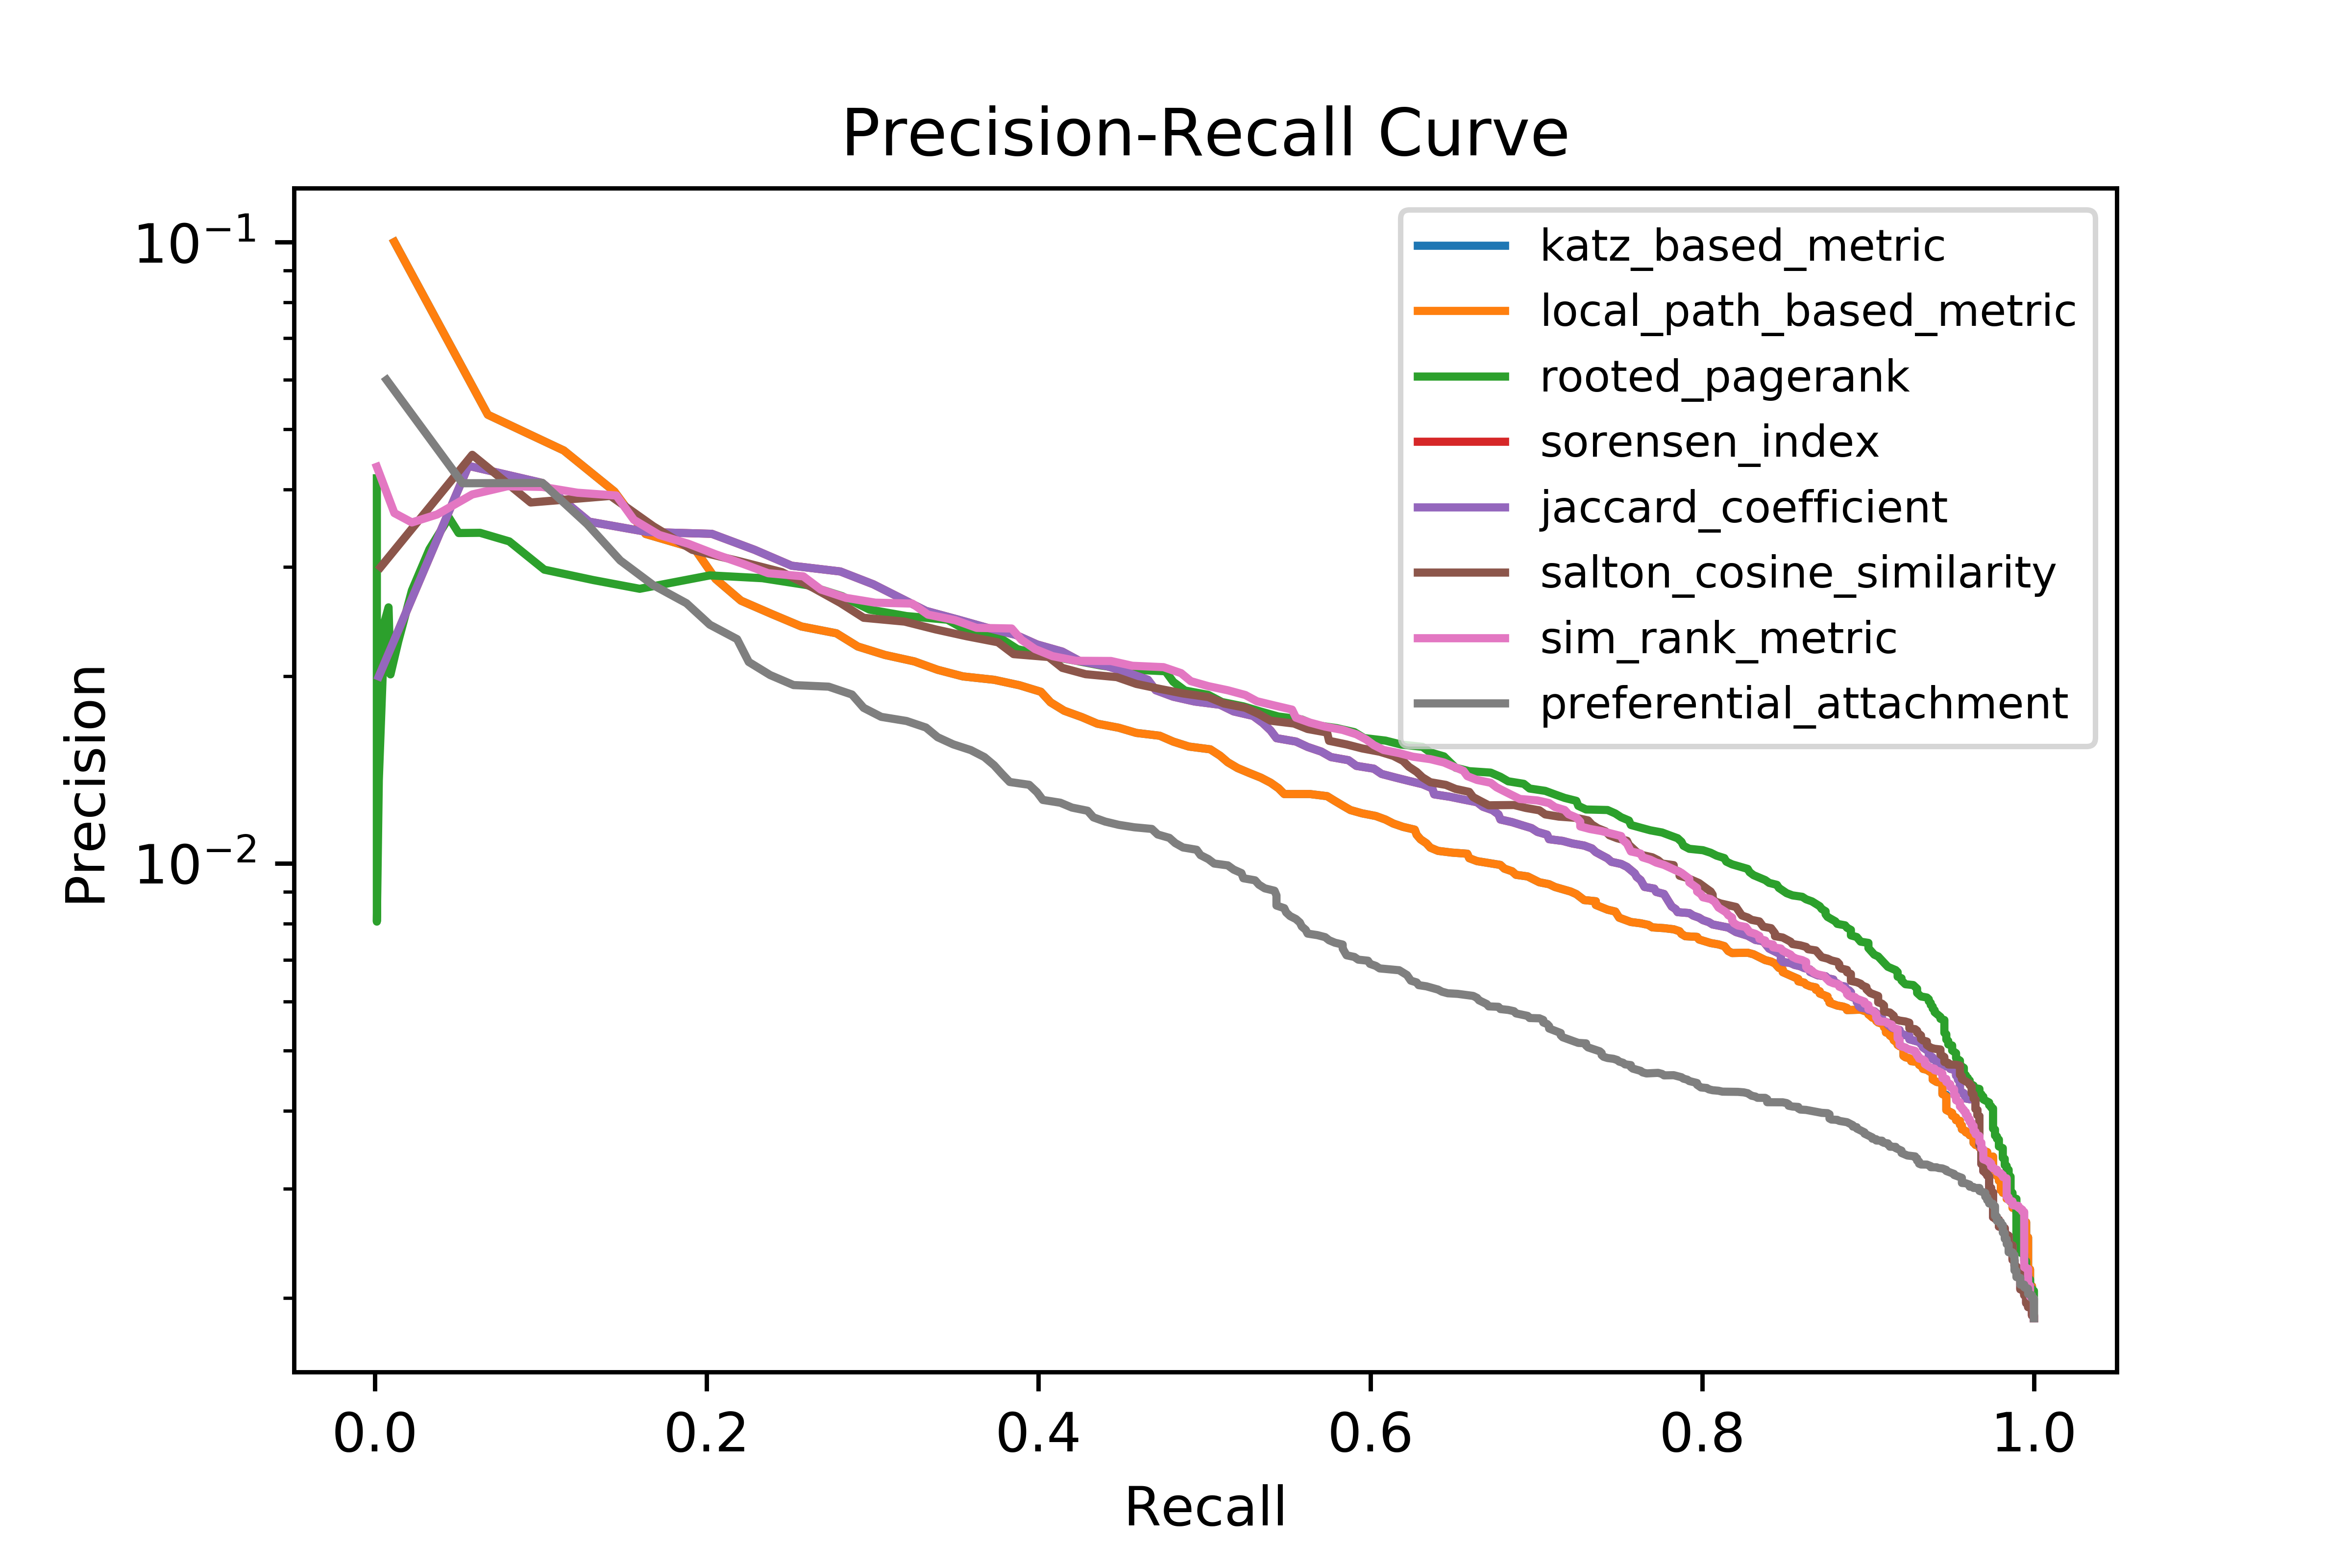 Precision-Recall Curve
10⁻¹
10⁻²
Precision
katz_based_metric
local_path_based_metric
rooted_pagerank
sorensen_index
jaccard_coefficient
salton_cosine_similarity
sim_rank_metric
preferential_attachment
0.0 0.2 0.4 0.6 0.8 1.0
Recall